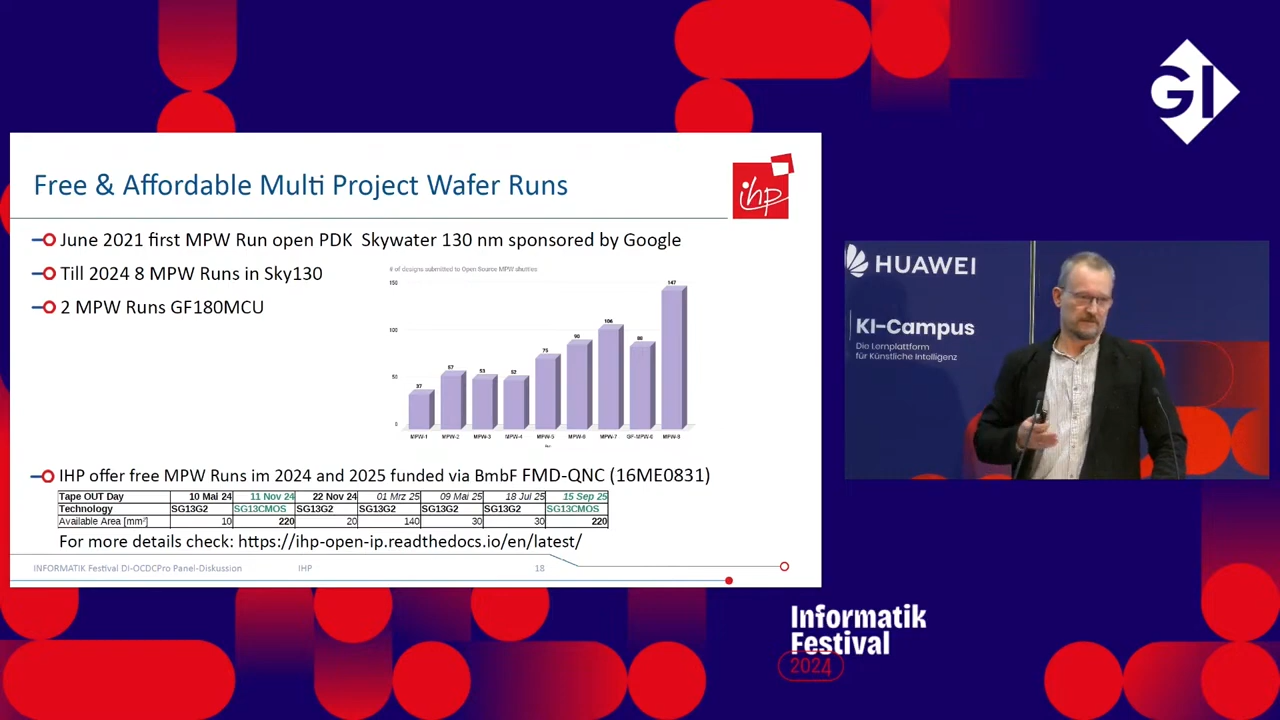 GI
Free & Affordable Multi Project Wafer Runs
ihp
June 2021 first MPW Run open PDK Skywater 130 nm sponsored by Google
Till 2024 8 MPW Runs in Sky130
2 MPW Runs GF180MCU
# of designs submitted to Open Source MPW shuttles
150
100
50
0
37
57
53
52
75
90
106
88
147
MPW-1 MPW-2 MPW-3 MPW-4 MPW-5 MPW-6 MPW-7 GF-MPW-0 MPW-8
IHP offer free MPW Runs im 2024 and 2025 funded via BmbF FMD-QNC (16ME0831)
Tape OUT Day 10 Mai 24 11 Nov 24 22 Nov 24 01 Mrz 25 09 Mai 25 18 Jul 25 15 Sep 25
Technology SG13G2 SG13CMOS SG13G2 SG13G2 SG13G2 SG13G2 SG13CMOS
Available Area [mm²] 10 220 20 140 30 30 220
For more details check: https://ihp-open-ip.readthedocs.io/en/latest/
INFORMATIK Festival DI-OCDCPro Panel-Diskussion IHP 18
HUAWEI
KI-Campus
Die Lernplattform
für Künstliche Intelligenz
Informatik
Festival
2024